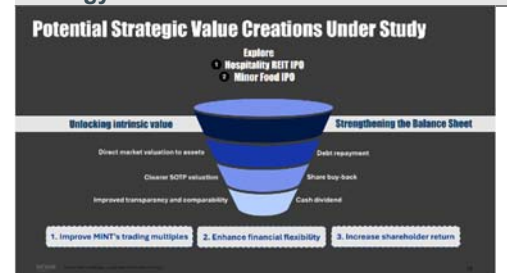 Potential Strategic Value Creations Under Study
Explore
1 Hospitality REIT IPO
2 Minor Food IPO
Unlocking intrinsic value
Strengthening the Balance Sheet
Direct market valuation to assets
Debt repayment
Clearer SOTP valuation
Share buy-back
Improved transparency and comparability
Cash dividend
1. Improve MINT's trading multiples
2. Enhance financial flexibility
3. Increase shareholder return